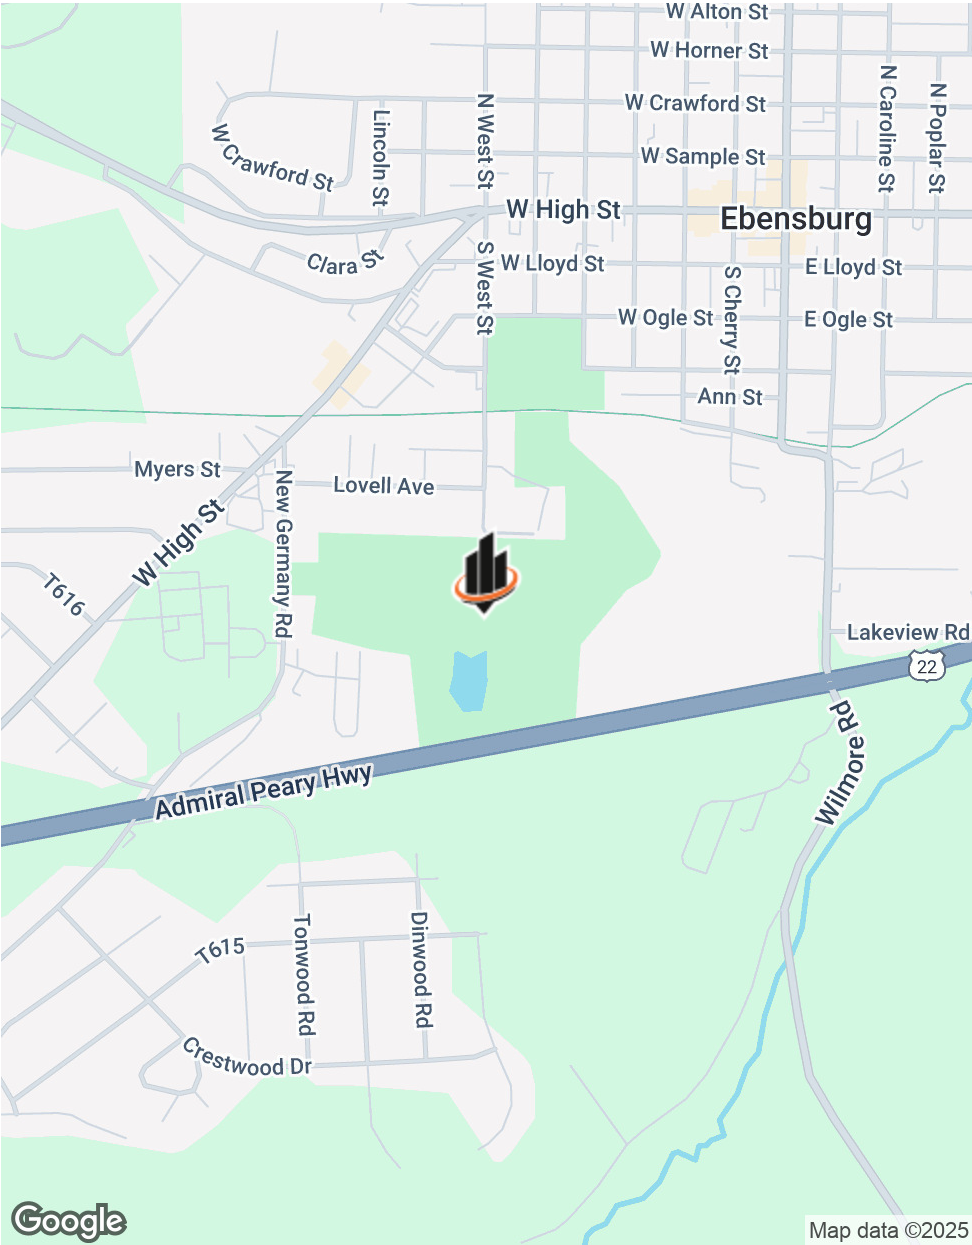 W Alton St
W Horner St
N Caroline St
N Poplar St
W Crawford St
Lincoln St
N West St
W Crawford St
W Sample St
W High St
Ebensburg
Clara St
S West St
W Lloyd St
S Cherry St
E Lloyd St
W Ogle St
E Ogle St
Ann St
Myers St
New Germany Rd
Lovell Ave
W High St
T616
Lakeview Rd
22
Wilmore Rd
Admiral Peary Hwy
Tonwood Rd
Dinwood Rd
T615
Crestwood Dr
Google
Map data ©2025